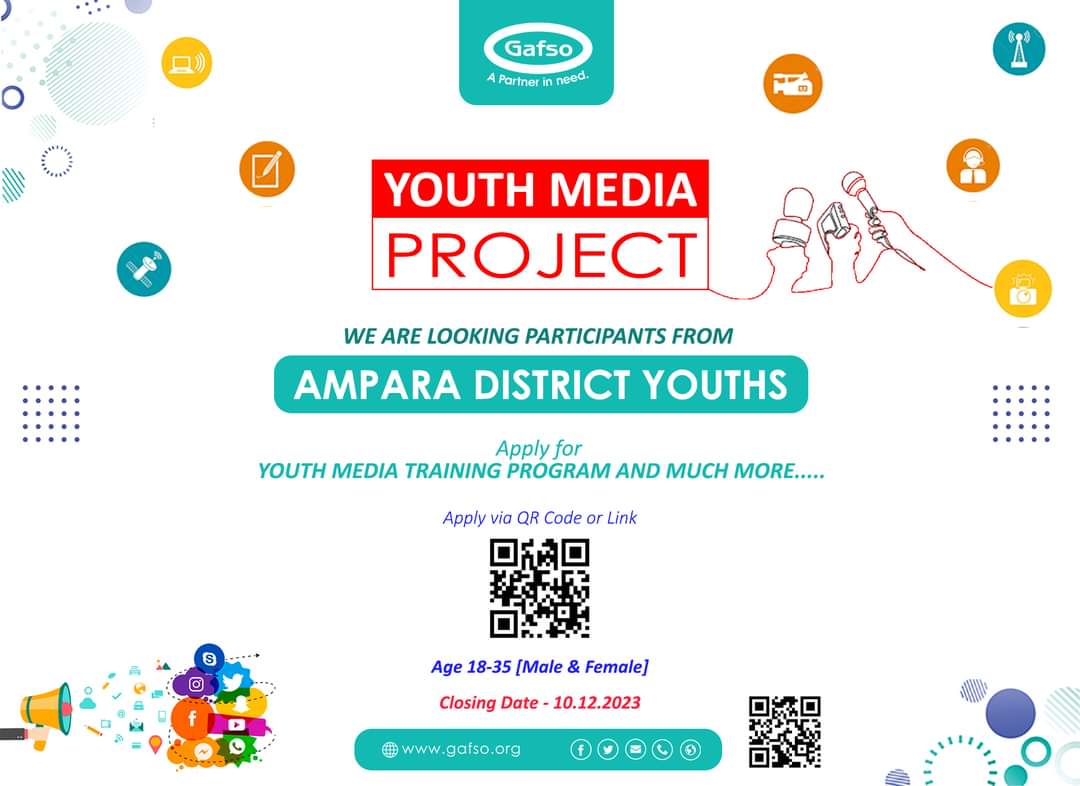 Gafso
A Partner in need.
YOUTH MEDIA
PROJECT
WE ARE LOOKING PARTICIPANTS FROM
AMPARA DISTRICT YOUTHS
Apply for
YOUTH MEDIA TRAINING PROGRAM AND MUCH MORE.....
Apply via QR Code or Link
Age 18-35 [Male & Female]
Closing Date - 10.12.2023
www.gafso.org